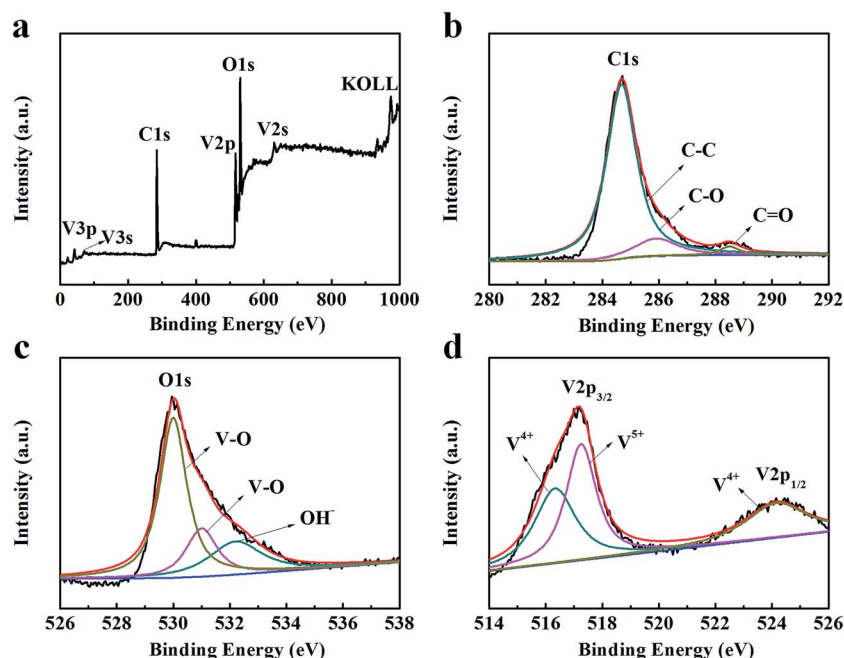 a
Intensity (a.u.)
V3p
V3s
C1s
V2p
O1s
V2s
KOLL
0 200 400 600 800 1000
Binding Energy (eV)
b
Intensity (a.u.)
C1s
C-C
C-O
C=O
280 282 284 286 288 290 292
Binding Energy (eV)
c
Intensity (a.u.)
O1s
V-O
V-O
OH⁻
526 528 530 532 534 536 538
Binding Energy (eV)
d
Intensity (a.u.)
V2p₃/₂
V⁴⁺
V⁵⁺
V⁴⁺
V2p₁/₂
514 516 518 520 522 524 526
Binding Energy (eV)